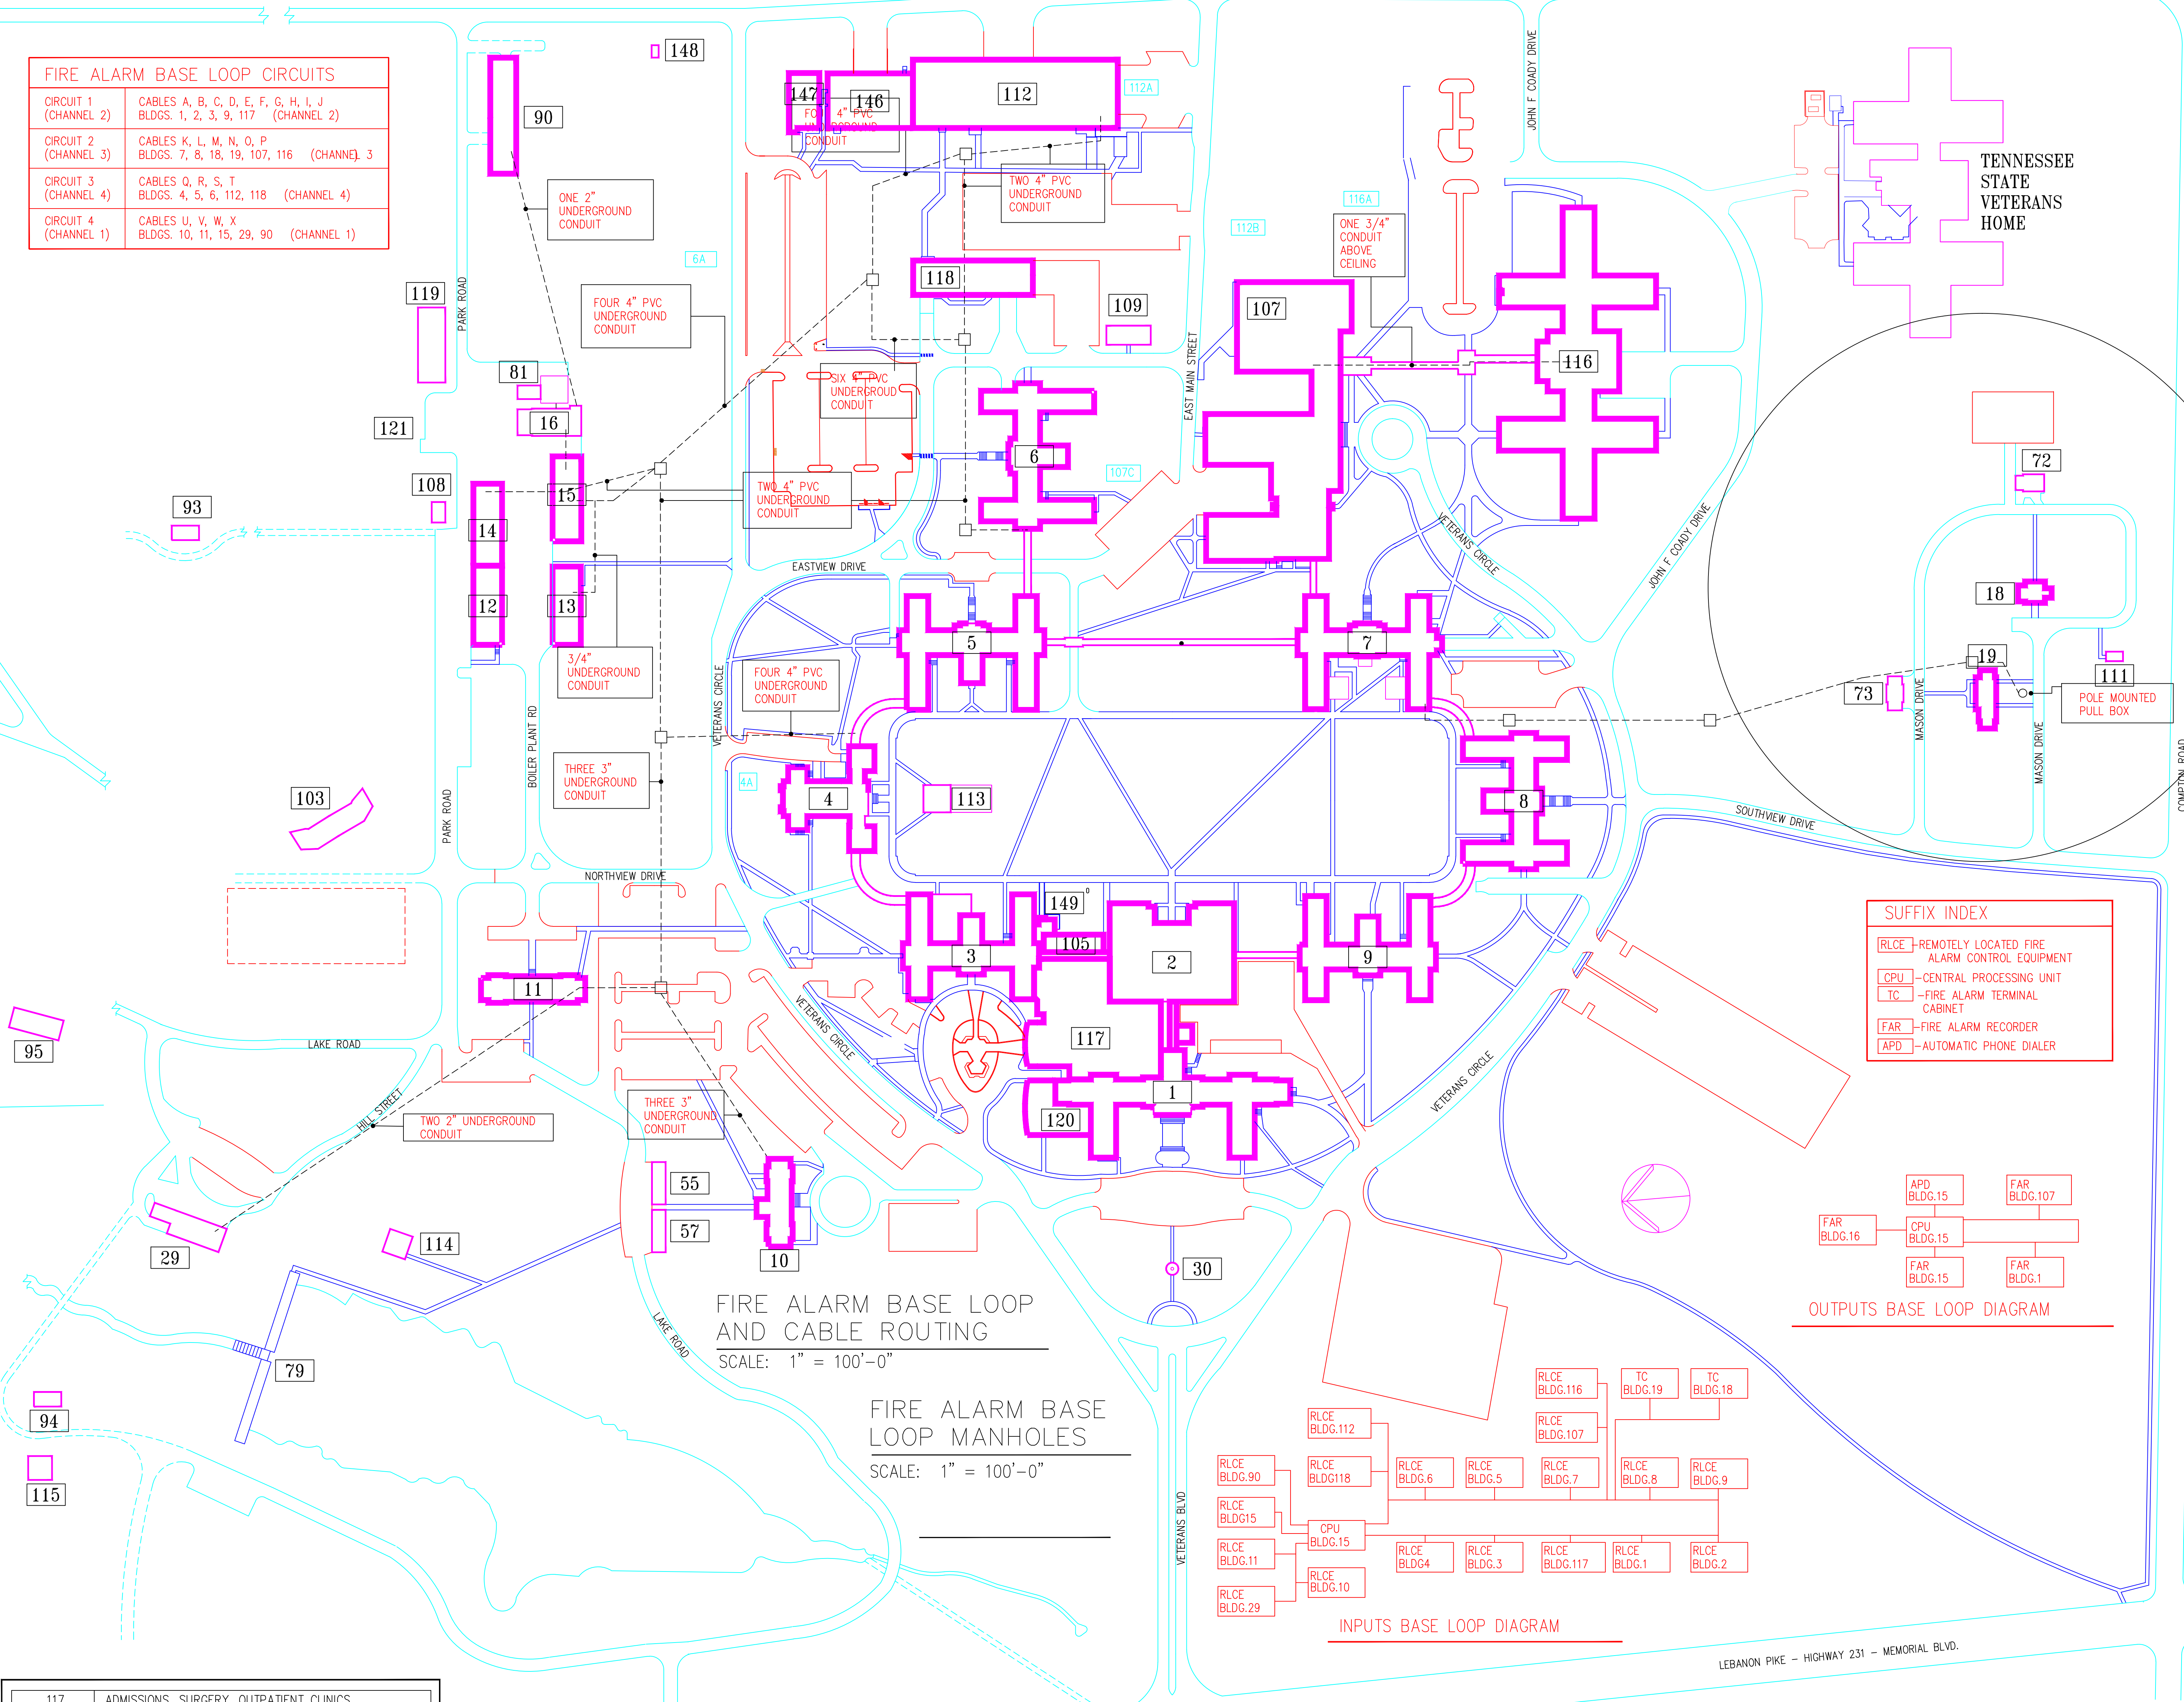 FIRE ALARM BASE LOOP CIRCUITS
CIRCUIT 1 CABLES A, B, C, D, E, F, G, H, I, J
(CHANNEL 2) BLDGS. 1, 2, 3, 9, 117 (CHANNEL 2)
CIRCUIT 2 CABLES K, L, M, N, O, P
(CHANNEL 3) BLDGS. 7, 8, 18, 19, 107, 116 (CHANNEL 3
CIRCUIT 3 CABLES Q, R, S, T
(CHANNEL 4) BLDGS. 4, 5, 6, 112, 118 (CHANNEL 4)
CIRCUIT 4 CABLES U, V, W, X
(CHANNEL 1) BLDGS. 10, 11, 15, 29, 90 (CHANNEL 1)
148
90
147
146
112
112A
FOUR 4" PVC
UNDERGROUND
CONDUIT
ONE 2"
UNDERGROUND
CONDUIT
TWO 4" PVC
UNDERGROUND
CONDUIT
JOHN F COADY DRIVE
TENNESSEE
STATE
VETERANS
HOME
116A
112B
ONE 3/4"
CONDUIT
ABOVE
CEILING
6A
118
119
PARK ROAD
FOUR 4" PVC
UNDERGROUND
CONDUIT
109
107
116
EAST MAIN STREET
81
16
121
SIX 4" PVC
UNDERGROUD
CONDUIT
6
107C
72
108
93
14
15
TWO 4" PVC
UNDERGROUND
CONDUIT
VETERANS CIRCLE
JOHN F COADY DRIVE
EASTVIEW DRIVE
12
13
18
5
7
19
111
73
POLE MOUNTED
PULL BOX
3/4"
UNDERGROUND
CONDUIT
FOUR 4" PVC
UNDERGROUND
CONDUIT
VETERANS CIRCLE
BOILER PLANT RD
MASON DRIVE
MASON DRIVE
COMPTON ROAD
THREE 3"
UNDERGROUND
CONDUIT
4A
4
113
8
103
PARK ROAD
SOUTHVIEW DRIVE
NORTHVIEW DRIVE
149
0
105
3
2
9
11
SUFFIX INDEX
RLCE -REMOTELY LOCATED FIRE
ALARM CONTROL EQUIPMENT
CPU -CENTRAL PROCESSING UNIT
TC -FIRE ALARM TERMINAL
CABINET
FAR -FIRE ALARM RECORDER
APD -AUTOMATIC PHONE DIALER
95
LAKE ROAD
VETERANS CIRCLE
117
1
120
VETERANS CIRCLE
HILL STREET
TWO 2" UNDERGROUND
CONDUIT
THREE 3"
UNDERGROUND
CONDUIT
55
57
10
29
114
30
APD
BLDG.15
FAR
BLDG.107
FAR
BLDG.16
CPU
BLDG.15
FAR
BLDG.15
FAR
BLDG.1
OUTPUTS BASE LOOP DIAGRAM
FIRE ALARM BASE LOOP
AND CABLE ROUTING
SCALE: 1" = 100'-0"
LAKE ROAD
79
94
115
FIRE ALARM BASE
LOOP MANHOLES
SCALE: 1" = 100'-0"
VETERANS BLVD
RLCE
BLDG.116
TC
BLDG.19
TC
BLDG.18
RLCE
BLDG.112
RLCE
BLDG.107
RLCE
BLDG.90
RLCE
BLDG118
RLCE
BLDG.6
RLCE
BLDG.5
RLCE
BLDG.7
RLCE
BLDG.8
RLCE
BLDG.9
RLCE
BLDG15
CPU
BLDG.15
RLCE
BLDG.11
RLCE
BLDG4
RLCE
BLDG.3
RLCE
BLDG.117
RLCE
BLDG.1
RLCE
BLDG.2
RLCE
BLDG.10
RLCE
BLDG.29
INPUTS BASE LOOP DIAGRAM
LEBANON PIKE - HIGHWAY 231 - MEMORIAL BLVD.
117 ADMISSIONS, SURGERY, OUTPATIENT CLINICS